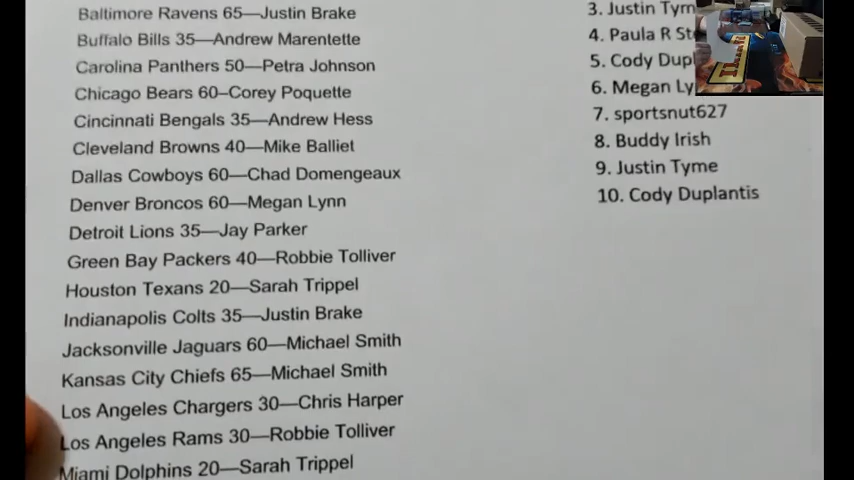 Baltimore Ravens 65—Justin Brake
Buffalo Bills 35—Andrew Marentette
Carolina Panthers 50—Petra Johnson
Chicago Bears 60–Corey Poquette
Cincinnati Bengals 35—Andrew Hess
Cleveland Browns 40—Mike Balliet
Dallas Cowboys 60—Chad Domengeaux
Denver Broncos 60—Megan Lynn
Detroit Lions 35—Jay Parker
Green Bay Packers 40—Robbie Tolliver
Houston Texans 20—Sarah Trippel
Indianapolis Colts 35—Justin Brake
Jacksonville Jaguars 60—Michael Smith
Kansas City Chiefs 65—Michael Smith
Los Angeles Chargers 30—Chris Harper
Los Angeles Rams 30—Robbie Tolliver
Miami Dolphins 20—Sarah Trippel
3. Justin Tym
4. Paula R St
5. Cody Dupl
6. Megan Ly
7. sportsnut627
8. Buddy Irish
9. Justin Tyme
10. Cody Duplantis